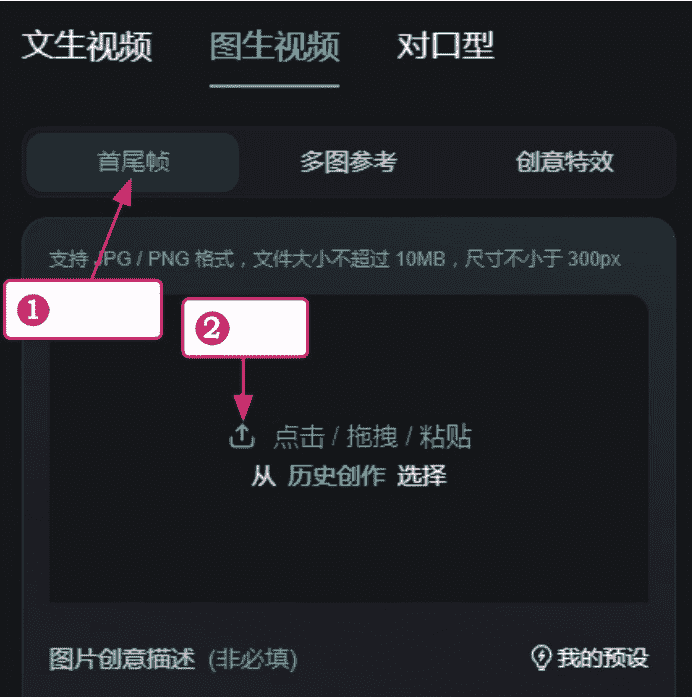 文生视频 图生视频 对口型
首尾帧 多图参考 创意特效
支持 JPG / PNG 格式，文件大小不超过 10MB，尺寸不小于 300px
❶
❷
点击 / 拖拽 / 粘贴
从 历史创作 选择
图片创意描述 (非必填) 我的预设